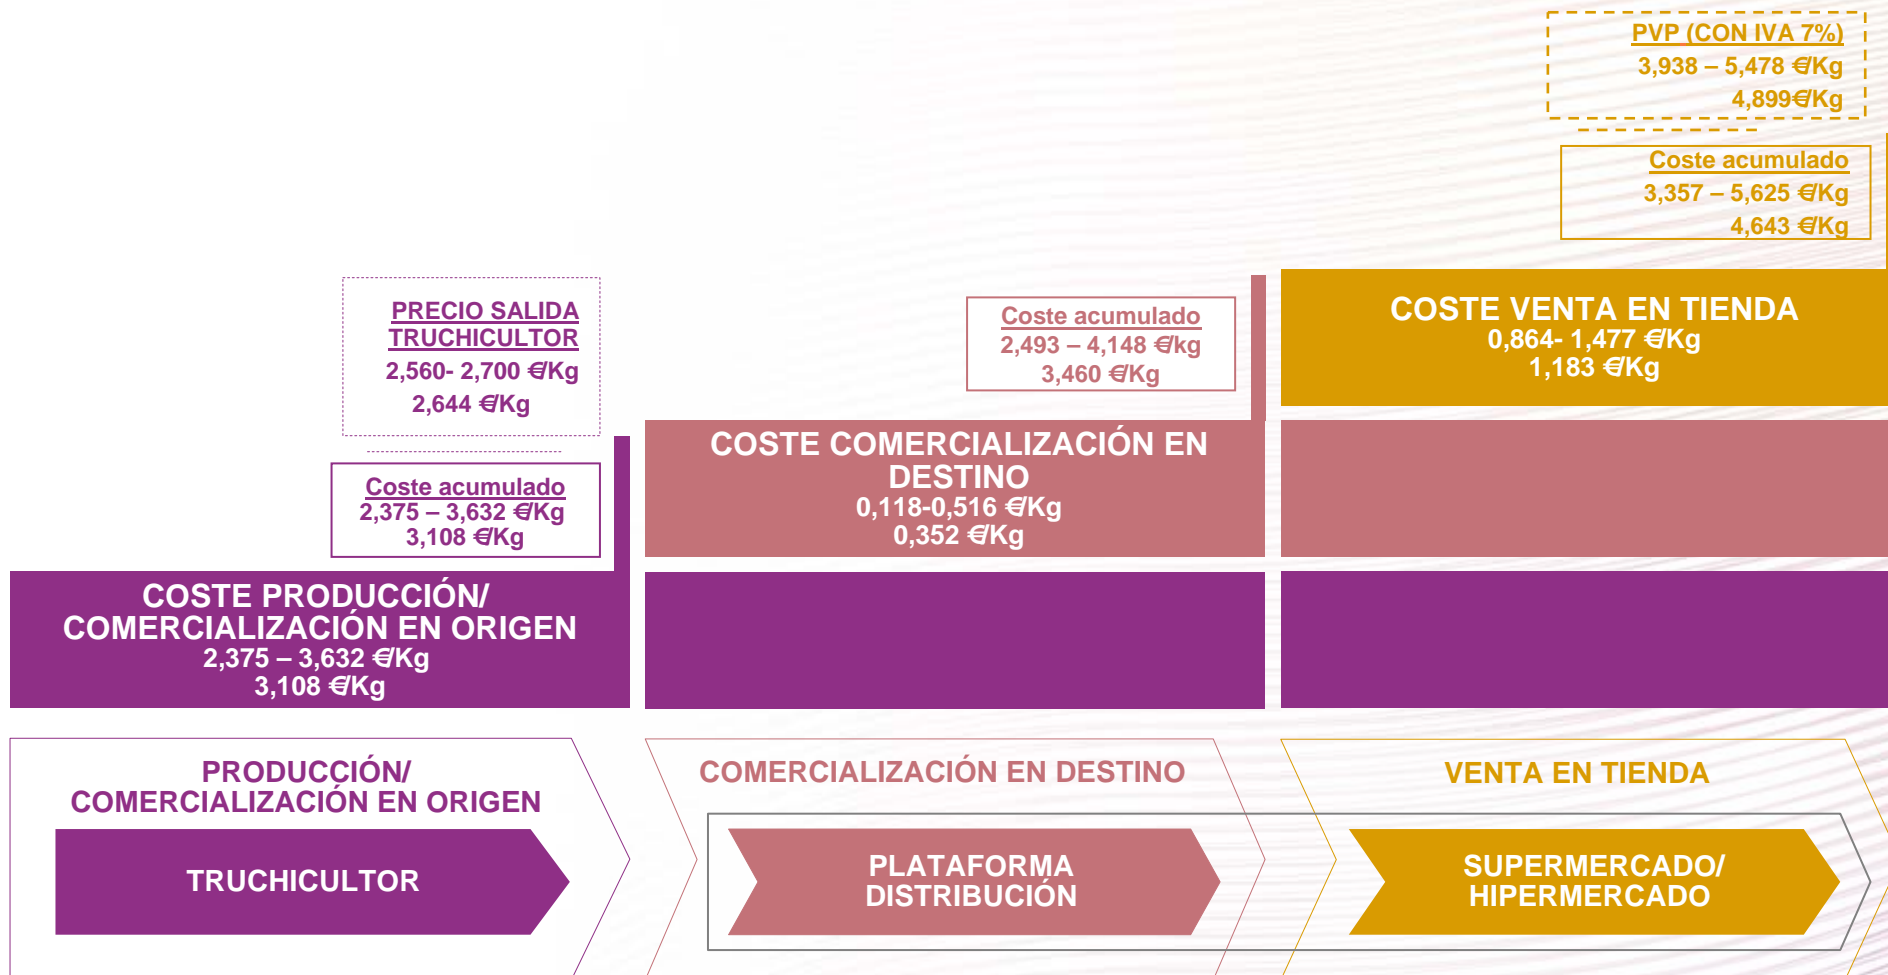 PVP (CON IVA 7%)
3,938 – 5,478 €/Kg
4,899€/Kg
Coste acumulado
3,357 – 5,625 €/Kg
4,643 €/Kg
PRECIO SALIDA
TRUCHICULTOR
2,560- 2,700 €/Kg
2,644 €/Kg
Coste acumulado
2,493 – 4,148 €/kg
3,460 €/Kg
COSTE VENTA EN TIENDA
0,864- 1,477 €/Kg
1,183 €/Kg
Coste acumulado
2,375 – 3,632 €/Kg
3,108 €/Kg
COSTE COMERCIALIZACIÓN EN
DESTINO
0,118-0,516 €/Kg
0,352 €/Kg
COSTE PRODUCCIÓN/
COMERCIALIZACIÓN EN ORIGEN
2,375 – 3,632 €/Kg
3,108 €/Kg
PRODUCCIÓN/
COMERCIALIZACIÓN EN ORIGEN
COMERCIALIZACIÓN EN DESTINO
VENTA EN TIENDA
TRUCHICULTOR
PLATAFORMA
DISTRIBUCIÓN
SUPERMERCADO/
HIPERMERCADO